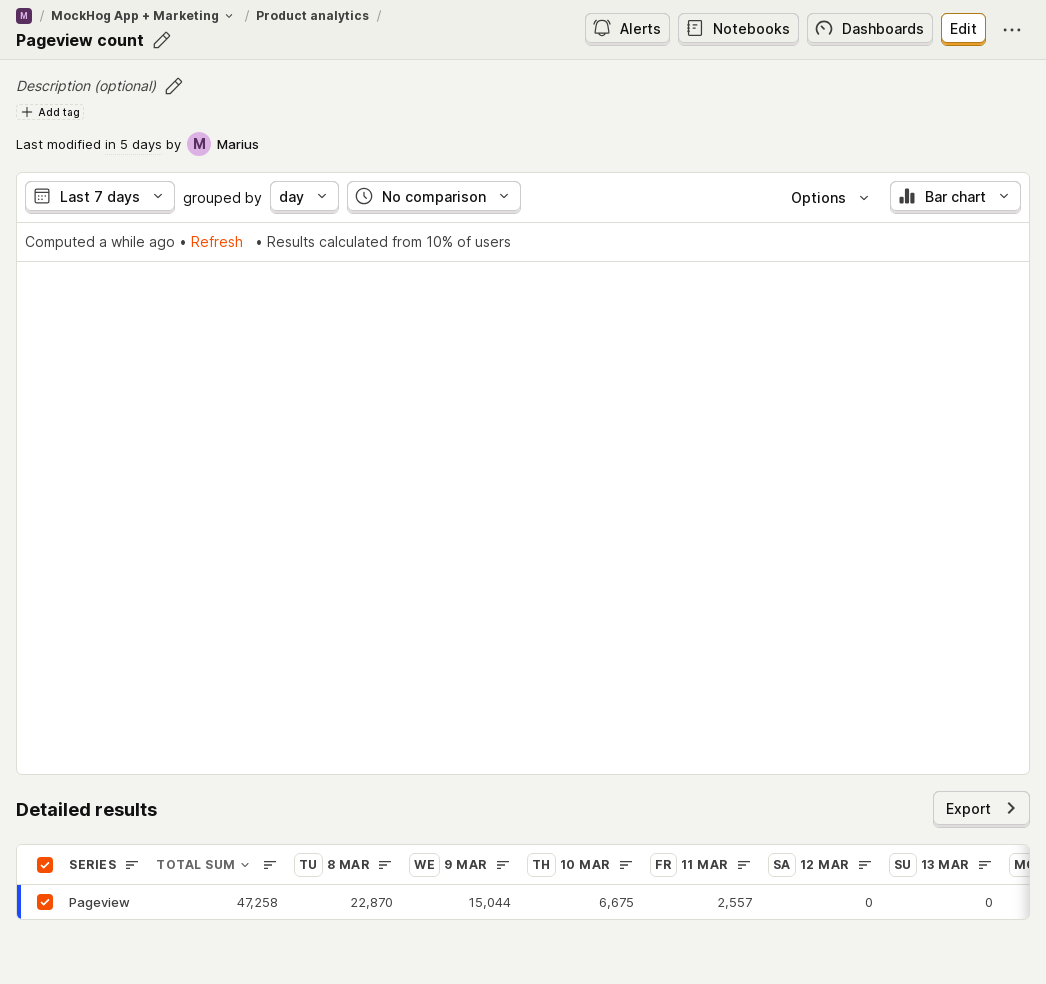 M / MockHog App + Marketing / Product analytics /
Pageview count
Alerts Notebooks Dashboards Edit
Description (optional)
Add tag
Last modified in 5 days by M Marius
Last 7 days grouped by day No comparison Options Bar chart
Computed a while ago • Refresh • Results calculated from 10% of users
Detailed results
Export
SERIES TOTAL SUM TU 8 MAR WE 9 MAR TH 10 MAR FR 11 MAR SA 12 MAR SU 13 MAR
Pageview 47,258 22,870 15,044 6,675 2,557 0 0